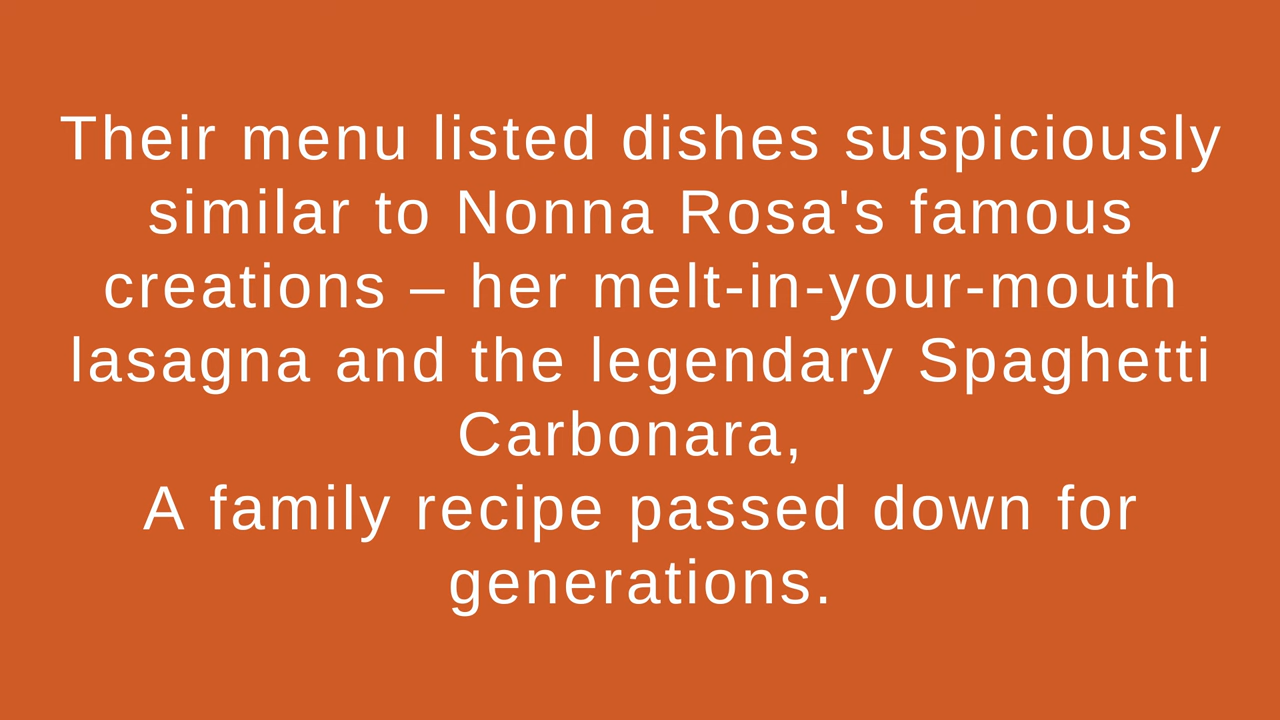 Their menu listed dishes suspiciously
similar to Nonna Rosa's famous
creations – her melt-in-your-mouth
lasagna and the legendary Spaghetti
Carbonara,
A family recipe passed down for
generations.